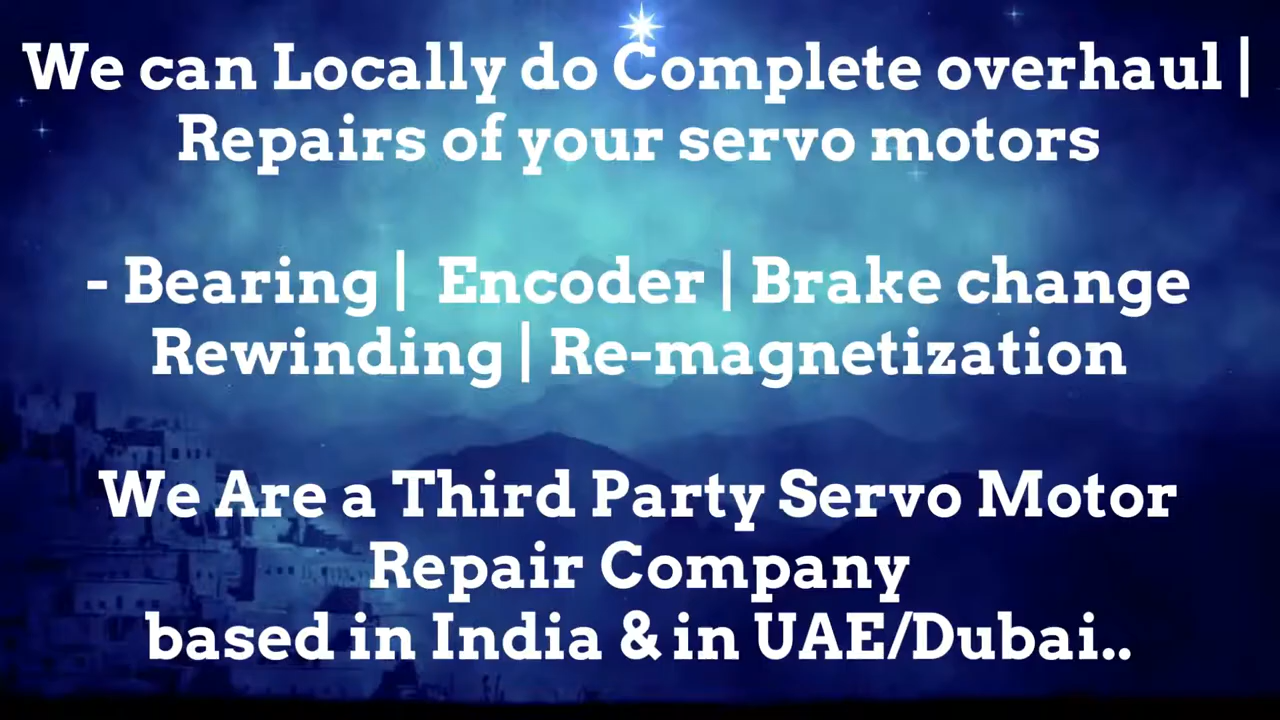 We can Locally do Complete overhaul |
Repairs of your servo motors
- Bearing | Encoder | Brake change
Rewinding | Re-magnetization
We Are a Third Party Servo Motor
Repair Company
based in India & in UAE/Dubai..